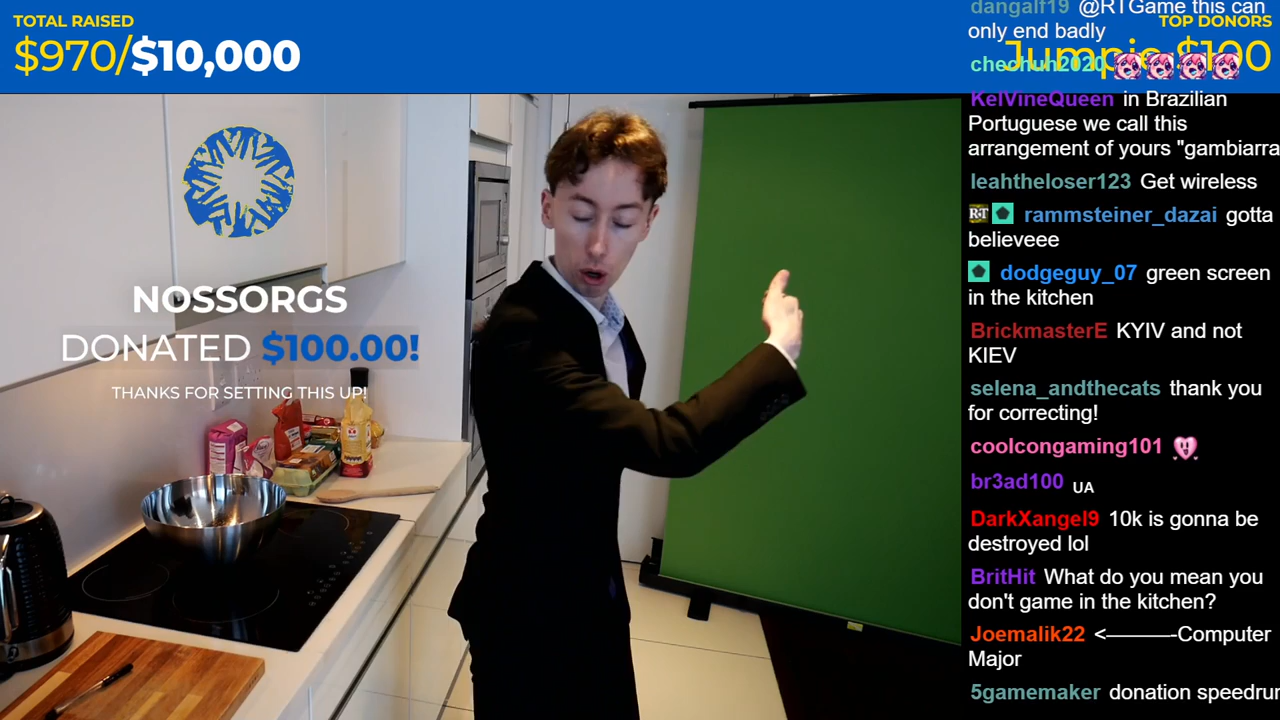 TOTAL RAISED
$970/$10,000
TOP DONORS
Jumpie $100
NOSSORGS
DONATED $100.00!
THANKS FOR SETTING THIS UP!
dangalf19 @RTGame this can
only end badly
KelVineQueen in Brazilian
Portuguese we call this
arrangement of yours "gambiarra
leahtheloser123 Get wireless
RT rammsteiner_dazai gotta
believeee
dodgeguy_07 green screen
in the kitchen
BrickmasterE KYIV and not
KIEV
selena_andthecats thank you
for correcting!
coolcongaming101
br3ad100 UA
DarkXangel9 10k is gonna be
destroyed lol
BritHit What do you mean you
don't game in the kitchen?
Joemalik22 <————-Computer
Major
5gamemaker donation speedrun